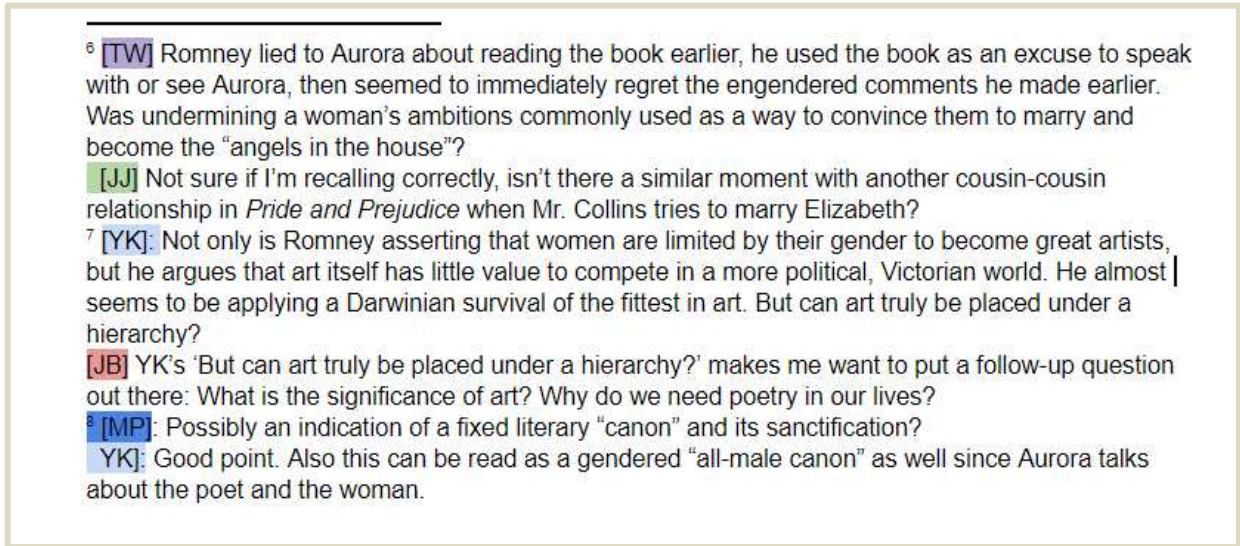 6 [TW] Romney lied to Aurora about reading the book earlier, he used the book as an excuse to speak
with or see Aurora, then seemed to immediately regret the engendered comments he made earlier.
Was undermining a woman’s ambitions commonly used as a way to convince them to marry and
become the “angels in the house”?
[JJ] Not sure if I’m recalling correctly, isn’t there a similar moment with another cousin-cousin
relationship in Pride and Prejudice when Mr. Collins tries to marry Elizabeth?
7 [YK]: Not only is Romney asserting that women are limited by their gender to become great artists,
but he argues that art itself has little value to compete in a more political, Victorian world. He almost
seems to be applying a Darwinian survival of the fittest in art. But can art truly be placed under a
hierarchy?
[JB] YK’s ‘But can art truly be placed under a hierarchy?’ makes me want to put a follow-up question
out there: What is the significance of art? Why do we need poetry in our lives?
8 [MP]: Possibly an indication of a fixed literary “canon” and its sanctification?
YK]: Good point. Also this can be read as a gendered “all-male canon” as well since Aurora talks
about the poet and the woman.